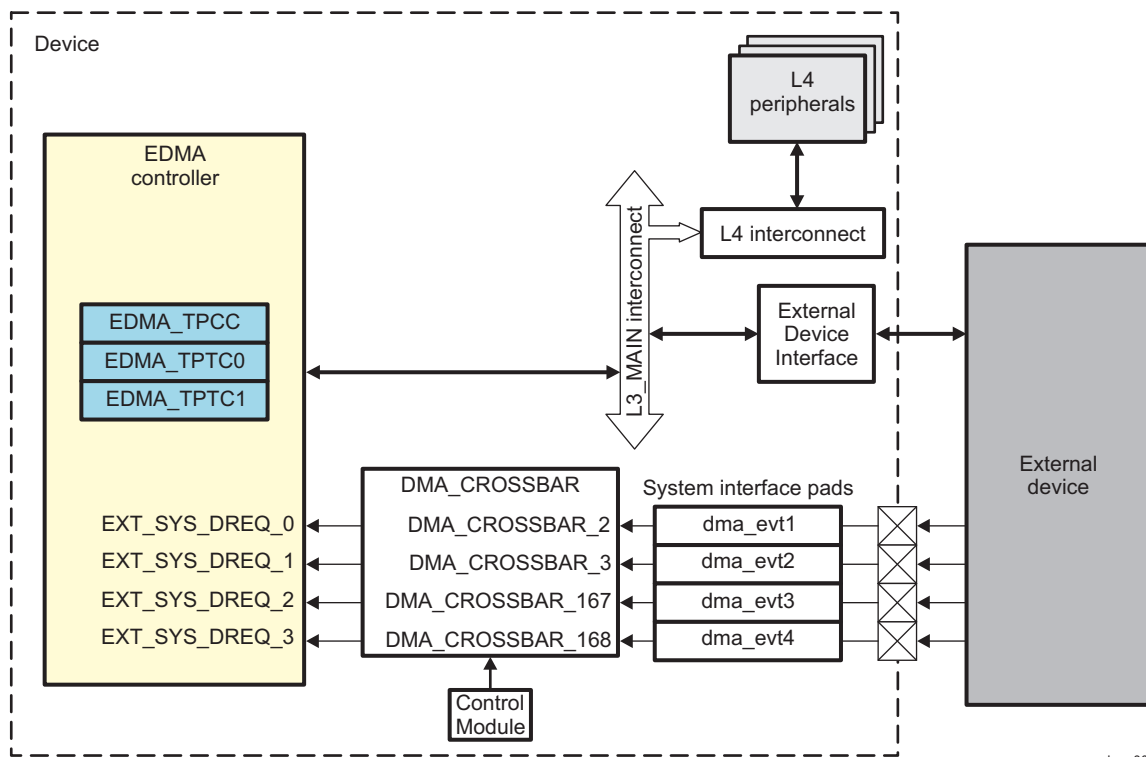 Device
L4
peripherals
EDMA
controller
L3_MAIN interconnect
L4 interconnect
External
Device
Interface
EDMA_TPCC
EDMA_TPTC0
EDMA_TPTC1
External
device
DMA_CROSSBAR
System interface pads
EXT_SYS_DREQ_0
DMA_CROSSBAR_2
dma_evt1
EXT_SYS_DREQ_1
DMA_CROSSBAR_3
dma_evt2
EXT_SYS_DREQ_2
DMA_CROSSBAR_167
dma_evt3
EXT_SYS_DREQ_3
DMA_CROSSBAR_168
dma_evt4
Control
Module